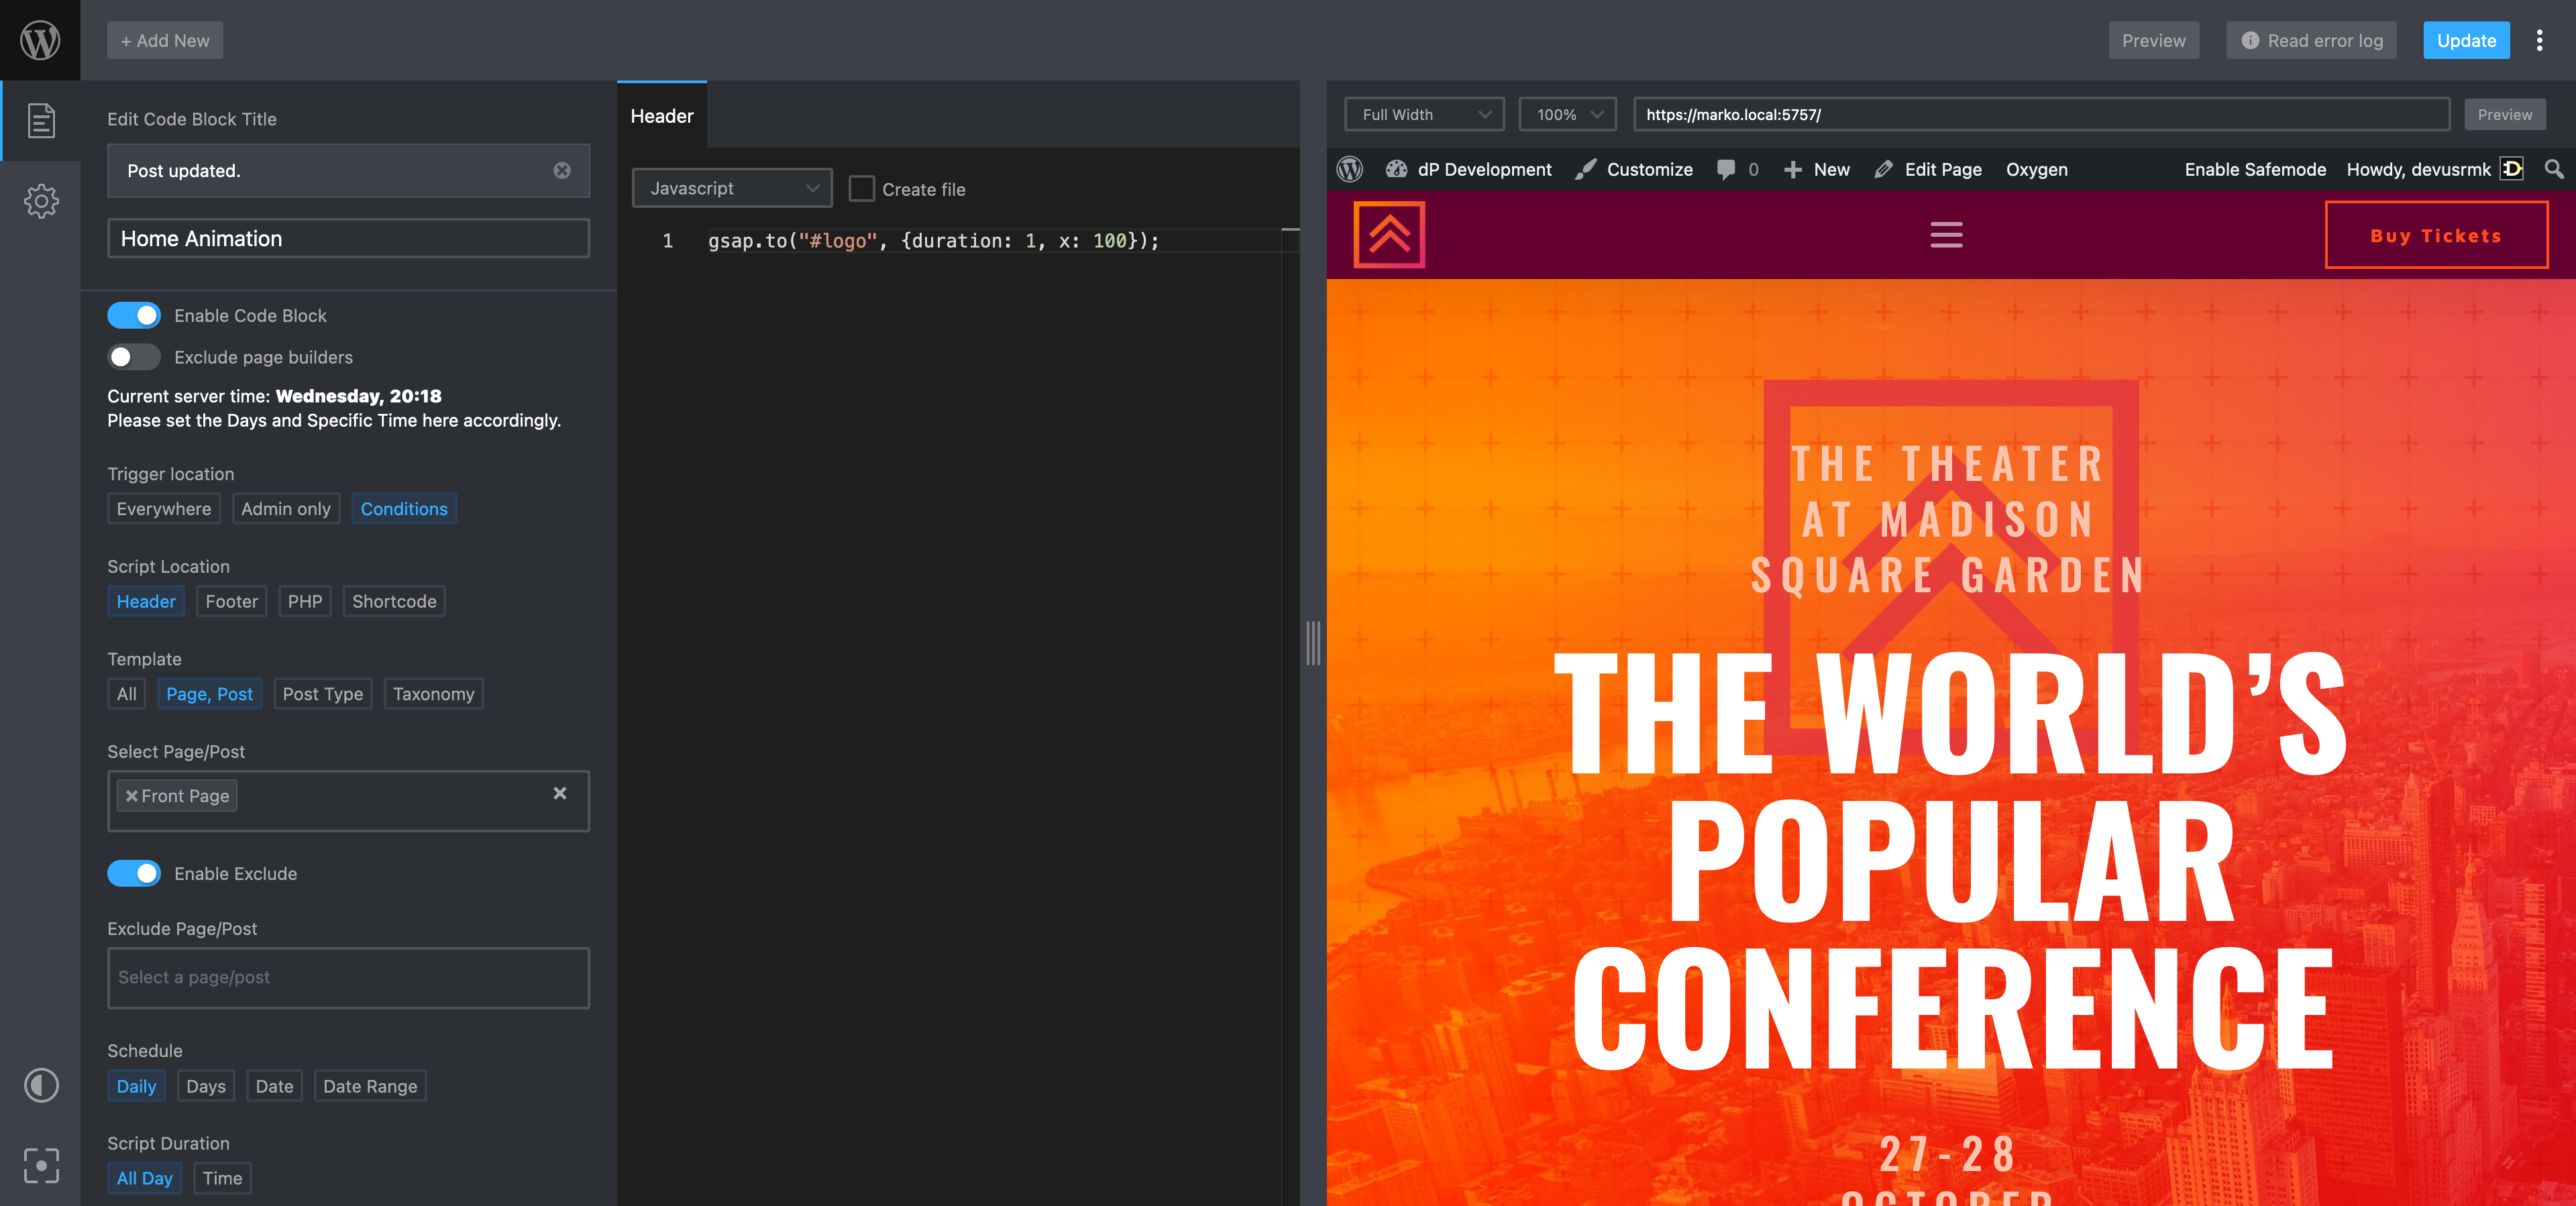 + Add New
Preview
Read error log
Update
Edit Code Block Title
Post updated.
Home Animation
Enable Code Block
Exclude page builders
Current server time: Wednesday, 20:18
Please set the Days and Specific Time here accordingly.
Trigger location
Everywhere Admin only Conditions
Script Location
Header Footer PHP Shortcode
Template
All Page, Post Post Type Taxonomy
Select Page/Post
Front Page
Enable Exclude
Exclude Page/Post
Select a page/post
Schedule
Daily Days Date Date Range
Script Duration
All Day Time
Header
Javascript
Create file
1 gsap.to("#logo", {duration: 1, x: 100});
Full Width 100% https://marko.local:5757/ Preview
dP Development Customize 0 New Edit Page Oxygen Enable Safemode Howdy, devusrmk
Buy Tickets
THE THEATER
AT MADISON
SQUARE GARDEN
THE WORLD’S
POPULAR
CONFERENCE
27-28
OCTOBER